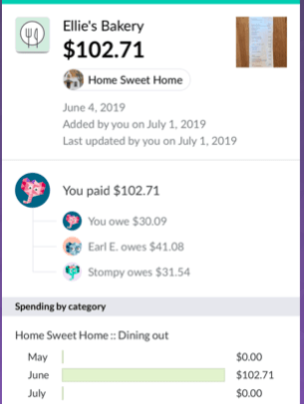 Ellie's Bakery
$102.71
Home Sweet Home
June 4, 2019
Added by you on July 1, 2019
Last updated by you on July 1, 2019
You paid $102.71
You owe $30.09
Earl E. owes $41.08
Stompy owes $31.54
Spending by category
Home Sweet Home :: Dining out
May $0.00
June $102.71
July $0.00